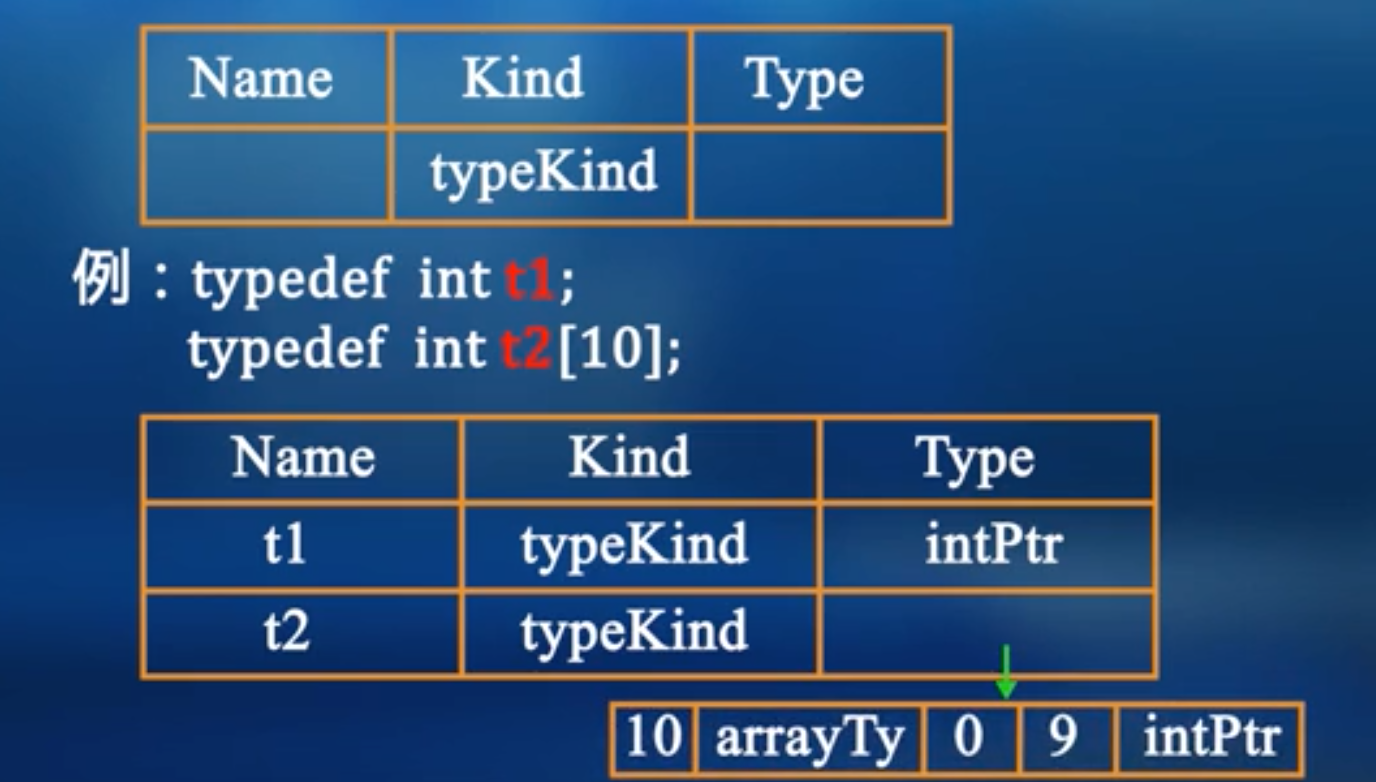 Name Kind Type
typeKind
例：typedef int t1;
typedef int t2[10];
Name Kind Type
t1 typeKind intPtr
t2 typeKind
10 arrayTy 0 9 intPtr